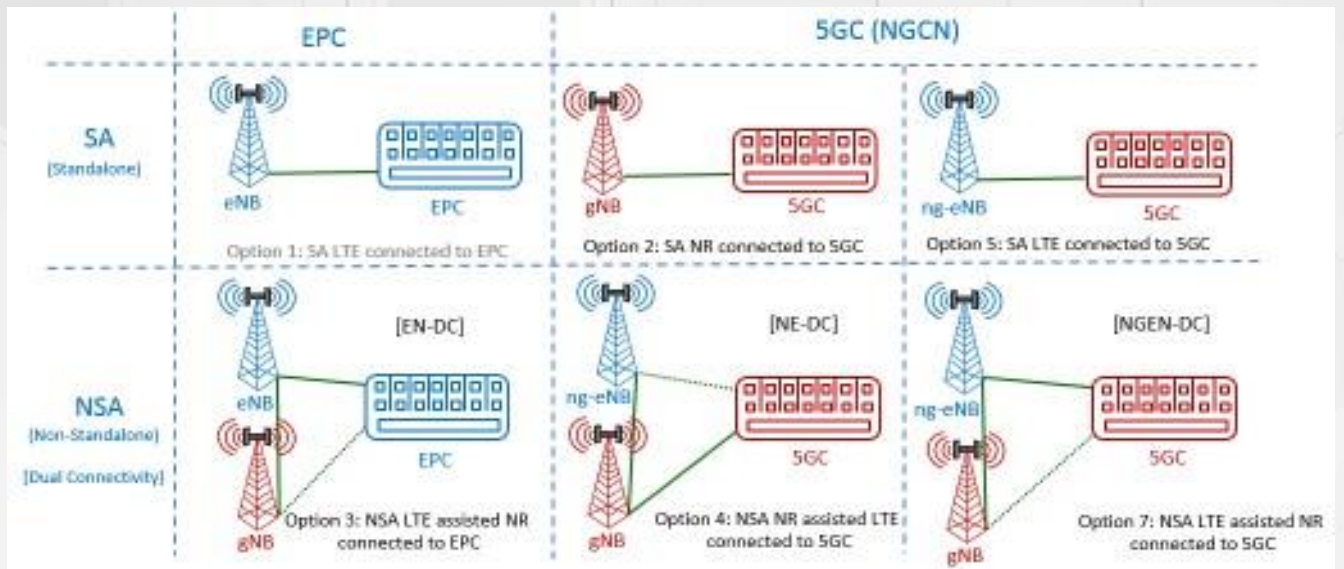 EPC
5GC (NGCN)
SA
(Standalone)
eNB
EPC
Option 1: SA LTE connected to EPC
gNB
5GC
Option 2: SA NR connected to 5GC
ng-eNB
5GC
Option 5: SA LTE connected to 5GC
NSA
(Non-Standalone)
[Dual Connectivity]
[EN-DC]
eNB
EPC
gNB
Option 3: NSA LTE assisted NR
connected to EPC
[NE-DC]
ng-eNB
5GC
gNB
Option 4: NSA NR assisted LTE
connected to 5GC
[NGEN-DC]
ng-eNB
5GC
gNB
Option 7: NSA LTE assisted NR
connected to 5GC